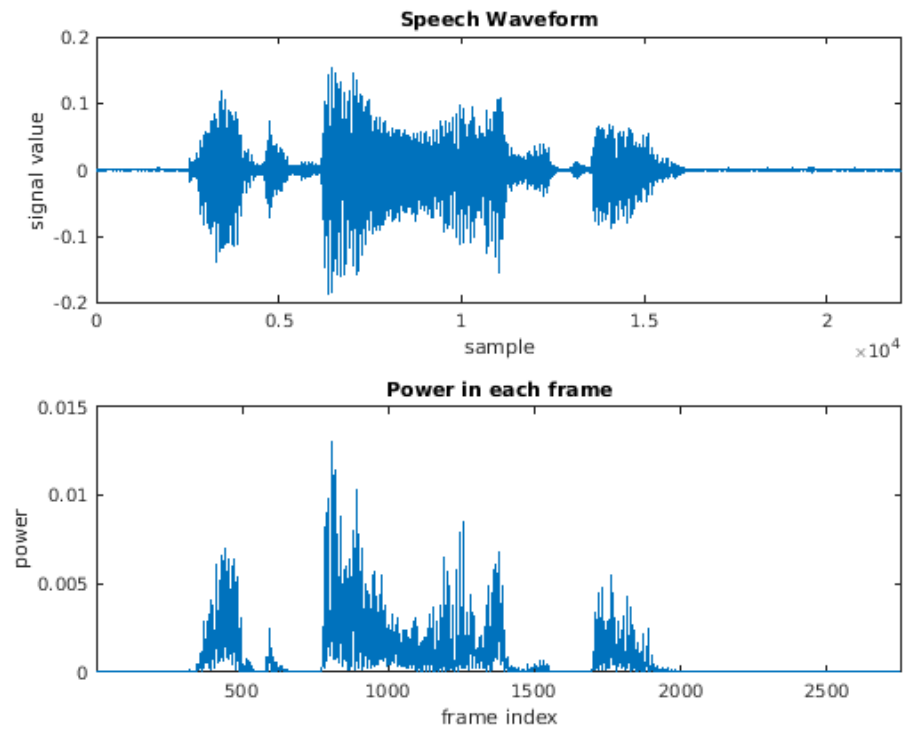 Speech Waveform
0.2
0.1
0
-0.1
-0.2
signal value
0 0.5 1 1.5 2
sample
×10⁴
Power in each frame
0.015
0.01
0.005
0
power
500 1000 1500 2000 2500
frame index